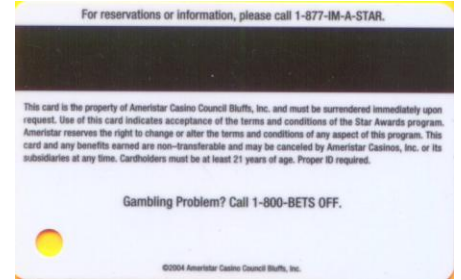 For reservations or information, please call 1-877-IM-A-STAR.
This card is the property of Ameristar Casino Council Bluffs, Inc. and must be surrendered immediately upon
request. Use of this card indicates acceptance of the terms and conditions of the Star Awards program.
Ameristar reserves the right to change or alter the terms and conditions of any aspect of this program. This
card and any benefits earned are non-transferable and may be canceled by Ameristar Casinos, Inc. or its
subsidiaries at any time. Cardholders must be at least 21 years of age. Proper ID required.
Gambling Problem? Call 1-800-BETS OFF.
©2004 Ameristar Casino Council Bluffs, Inc.